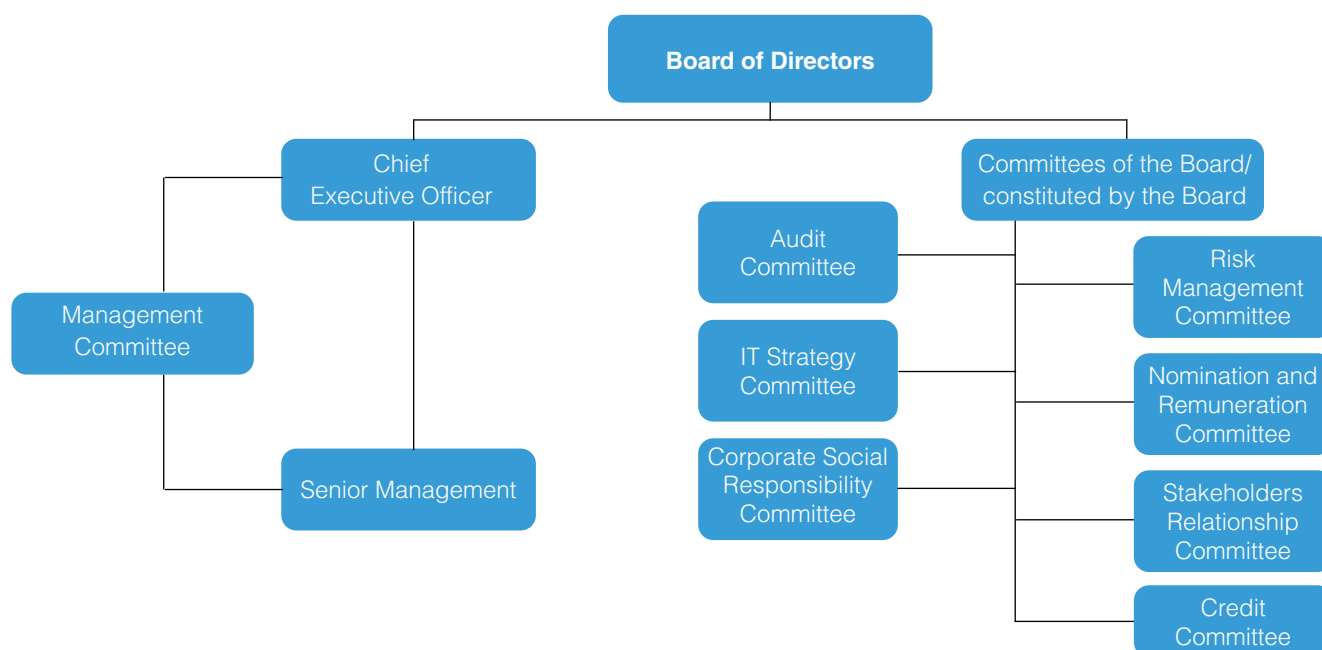 Board of Directors
Chief
Executive Officer
Committees of the Board/
constituted by the Board
Management
Committee
Senior Management
Audit
Committee
IT Strategy
Committee
Corporate Social
Responsibility
Committee
Risk
Management
Committee
Nomination and
Remuneration
Committee
Stakeholders
Relationship
Committee
Credit
Committee